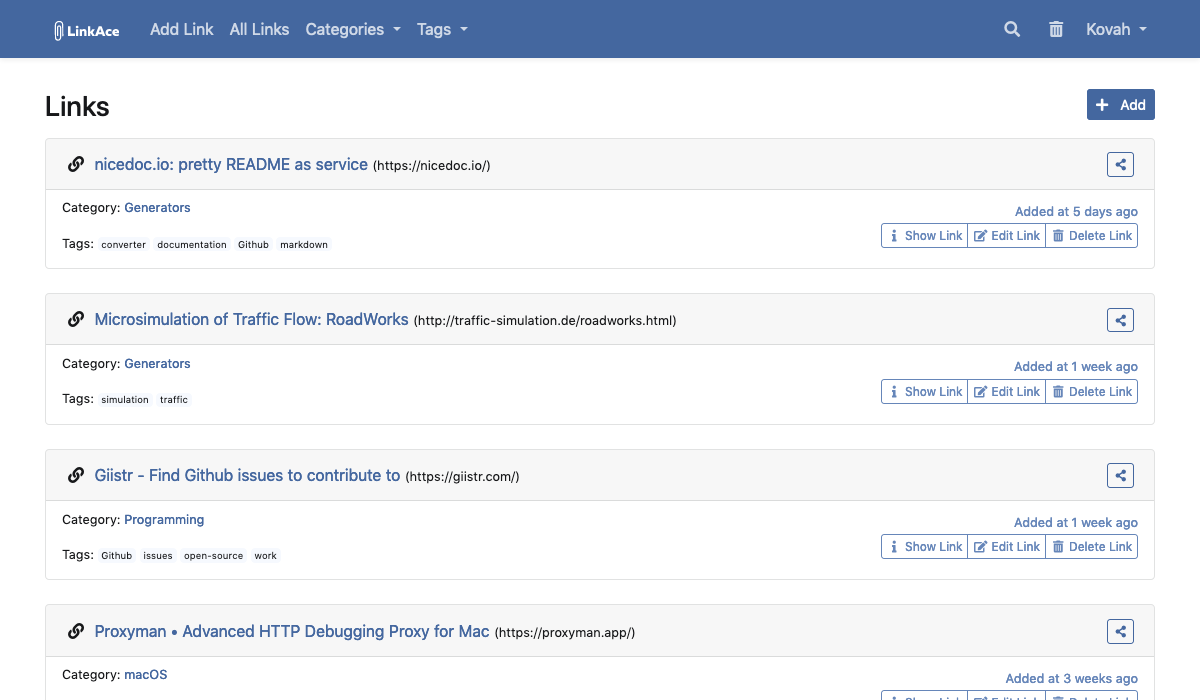 LinkAce Add Link All Links Categories Tags Kovah
Links
Add
nicedoc.io: pretty README as service (https://nicedoc.io/)
Category: Generators
Added at 5 days ago
Tags: converter documentation Github markdown
Show Link Edit Link Delete Link
Microsimulation of Traffic Flow: RoadWorks (http://traffic-simulation.de/roadworks.html)
Category: Generators
Added at 1 week ago
Tags: simulation traffic
Show Link Edit Link Delete Link
Giistr - Find Github issues to contribute to (https://giistr.com/)
Category: Programming
Added at 1 week ago
Tags: Github issues open-source work
Show Link Edit Link Delete Link
Proxyman • Advanced HTTP Debugging Proxy for Mac (https://proxyman.app/)
Category: macOS
Added at 3 weeks ago